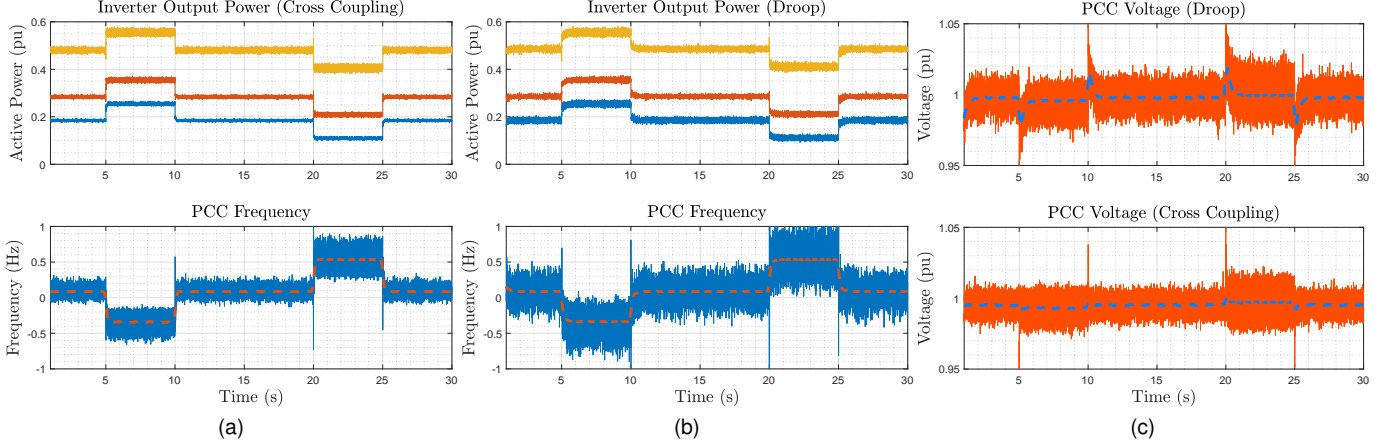 Inverter Output Power (Cross Coupling)
0.6
0.4
0.2
0
Active Power (pu)
5 10 15 20 25 30
PCC Frequency
1
0.5
0
-0.5
-1
Frequency (Hz)
5 10 15 20 25 30
Time (s)
(a)
Inverter Output Power (Droop)
0.6
0.4
0.2
0
Active Power (pu)
5 10 15 20 25 30
PCC Frequency
1
0.5
0
-0.5
-1
Frequency (Hz)
5 10 15 20 25 30
Time (s)
(b)
PCC Voltage (Droop)
1.05
1
0.95
Voltage (pu)
5 10 15 20 25 30
PCC Voltage (Cross Coupling)
1.05
1
0.95
Voltage (pu)
5 10 15 20 25 30
Time (s)
(c)